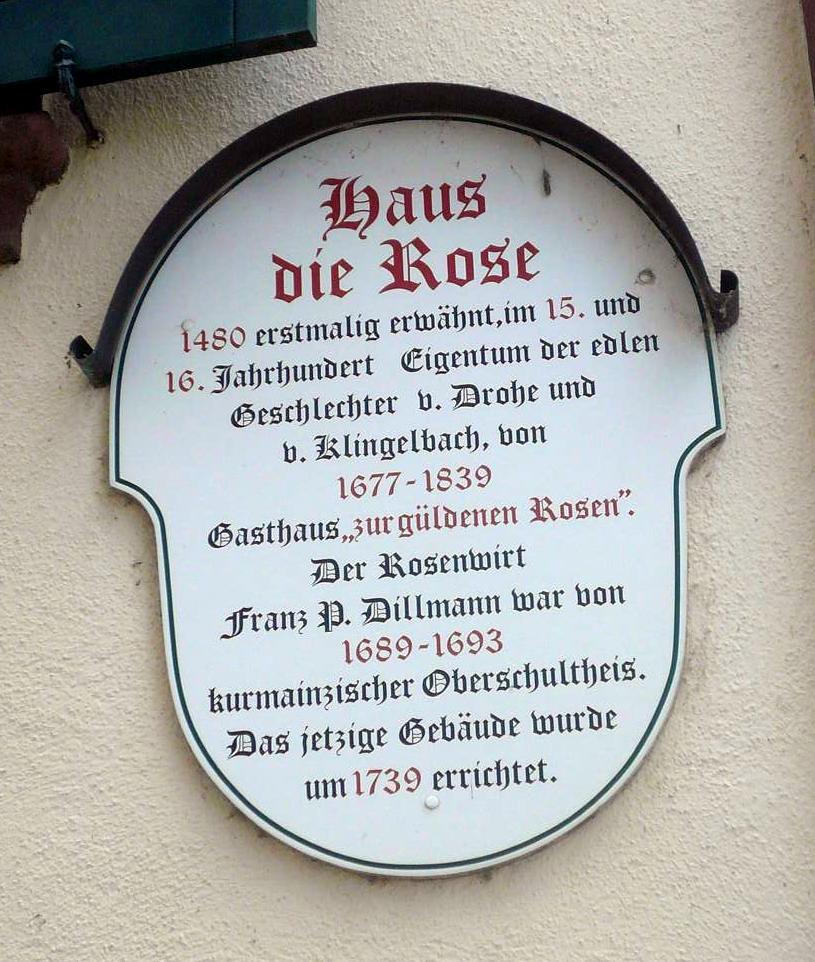 Haus
die Rose
1480 erstmalig erwähnt, im 15. und
16. Jahrhundert Eigentum der edlen
Geschlechter v. Drohe und
v. Klingelbach, von
1677-1839
Gasthaus „zur güldenen Rosen”.
Der Rosenwirt
Franz P. Dillmann war von
1689-1693
kurmainzischer Oberschultheis.
Das jetzige Gebäude wurde
um 1739 errichtet.